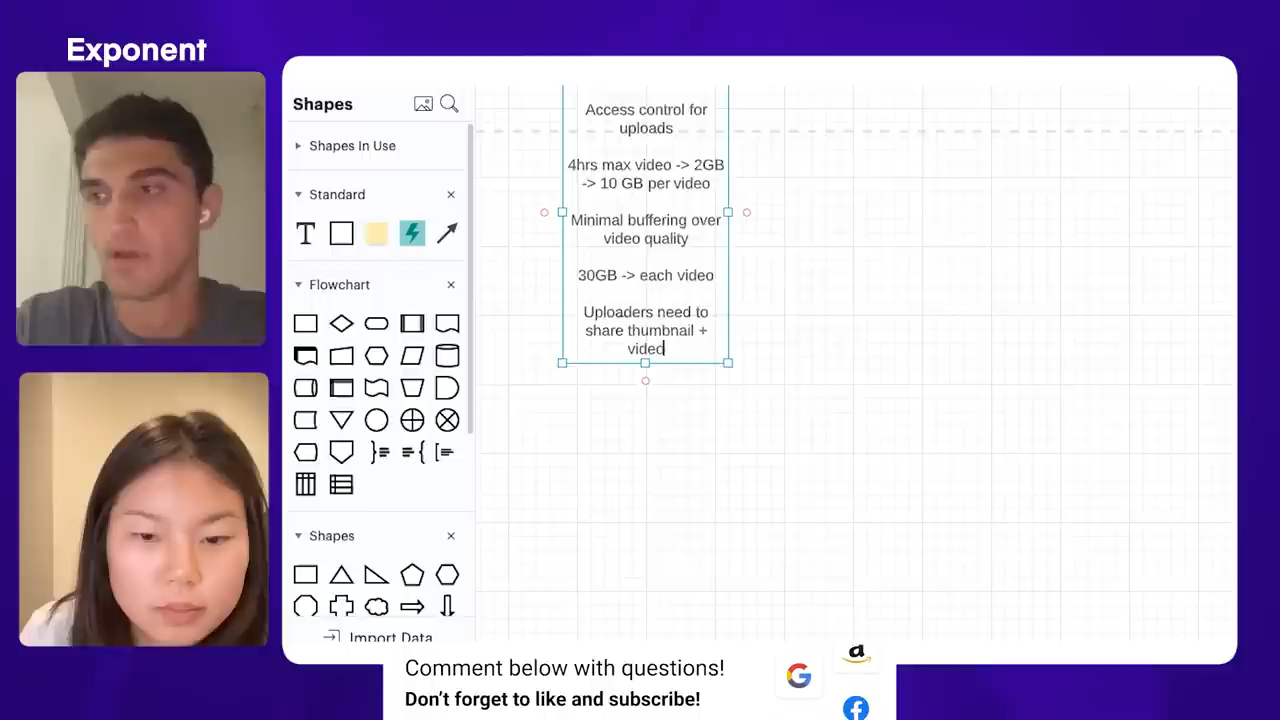 Exponent
Shapes
Shapes In Use
Standard
T
Flowchart
Shapes
Import Data
Access control for
uploads
4hrs max video -> 2GB
-> 10 GB per video
Minimal buffering over
video quality
30GB -> each video
Uploaders need to
share thumbnail +
video
Comment below with questions!
Don't forget to like and subscribe!